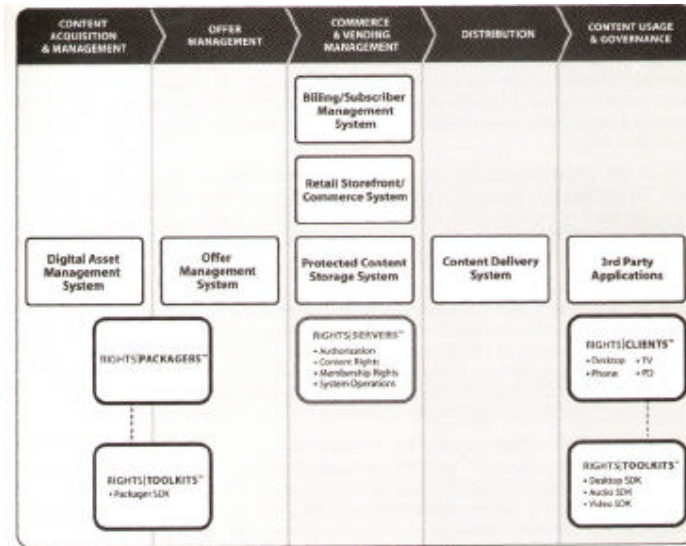 CONTENT
ACQUISITION
& MANAGEMENT
OFFER
MANAGEMENT
COMMERCE
& VENDING
MANAGEMENT
DISTRIBUTION
CONTENT USAGE
& GOVERNANCE
Billing/Subscriber
Management
System
Retail Storefront/
Commerce System
Digital Asset
Management
System
Offer
Management
System
Protected Content
Storage System
Content Delivery
System
3rd Party
Applications
RIGHTS|PACKAGERS™
RIGHTS|SERVERS™
• Authorization
• Content Rights
• Membership Rights
• System Operations
RIGHTS|CLIENTS™
• Desktop • TV
• Phone
RIGHTS|TOOLKITS™
• Packager SDK
RIGHTS|TOOLKITS™
• Desktop SDK
• Audio SDK
• Video SDK